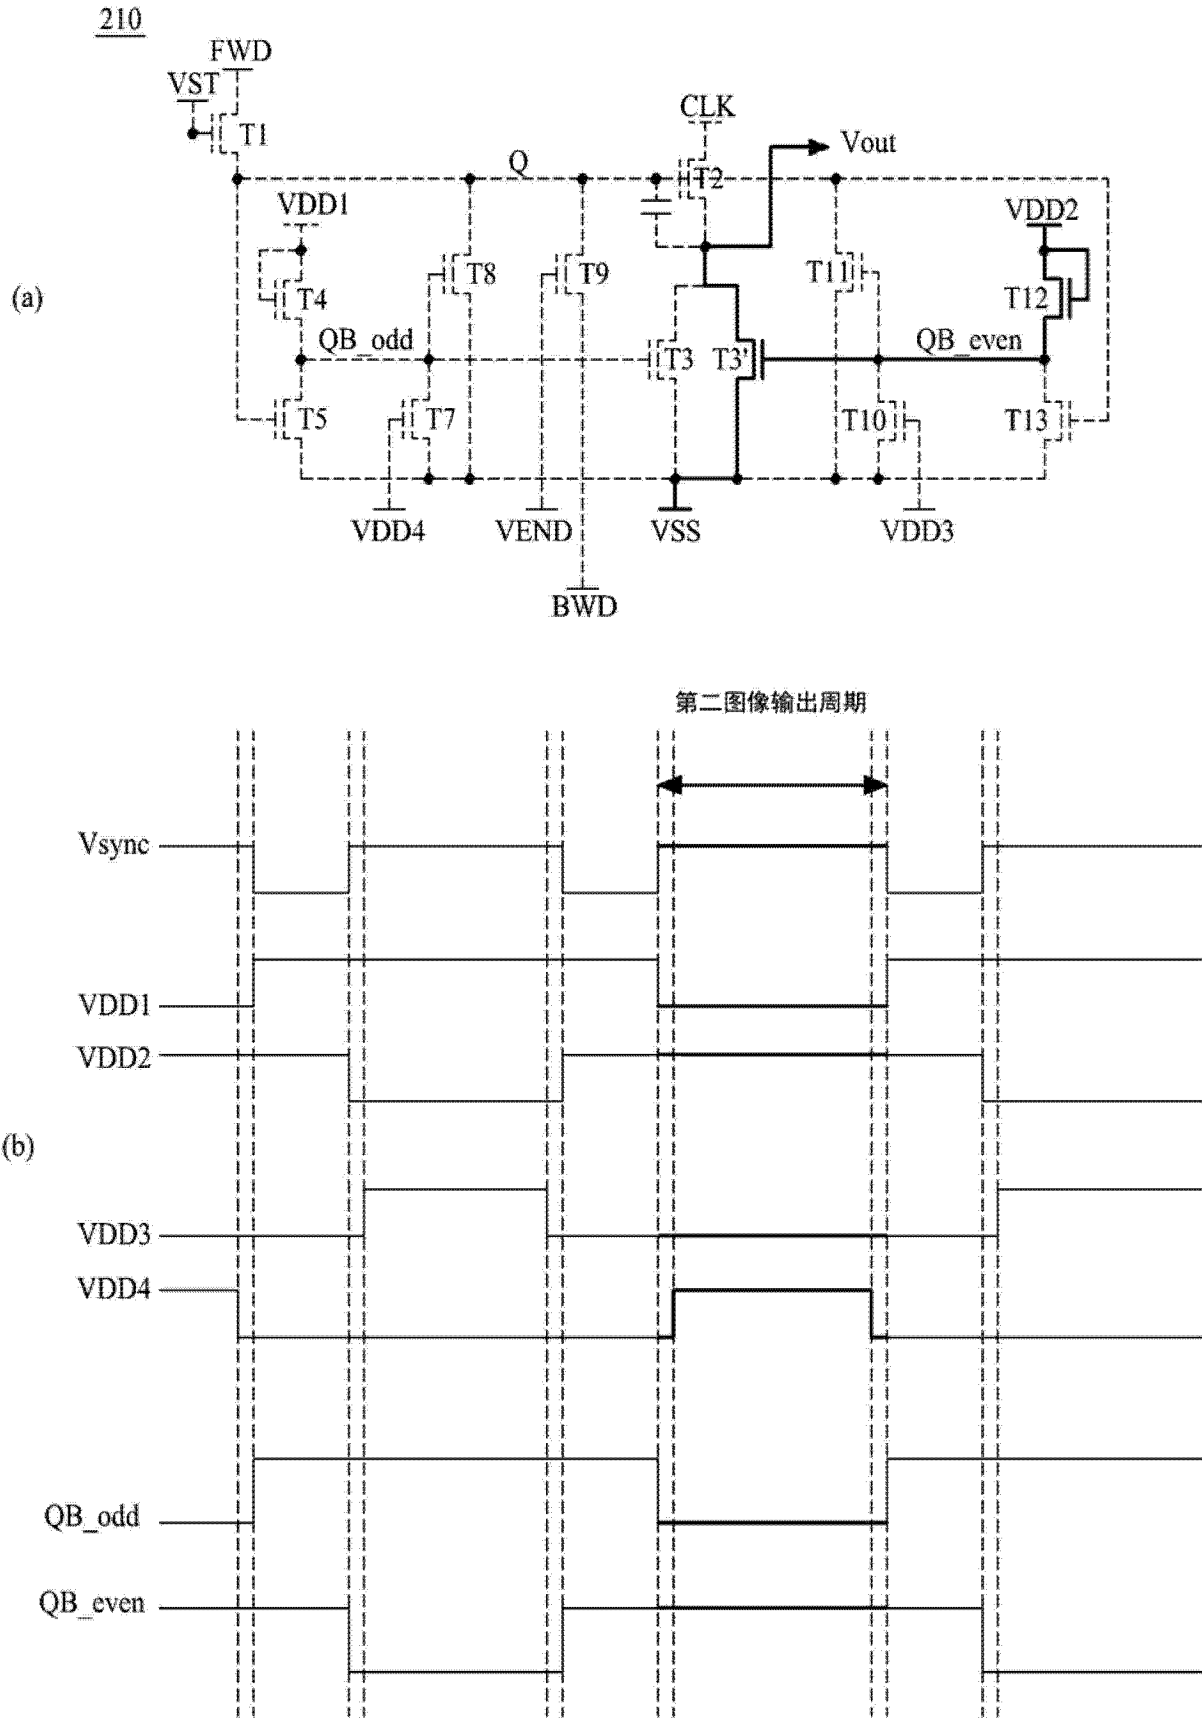 210
FWD
VST
T1
CLK
Q
T2
Vout
VDD1
VDD2
T8
T9
T11
(a)
T4
T12
QB_odd
QB_even
T3
T3'
T5
T7
T10
T13
VDD4
VEND
VSS
VDD3
BWD
第二图像输出周期
Vsync
VDD1
VDD2
(b)
VDD3
VDD4
QB_odd
QB_even